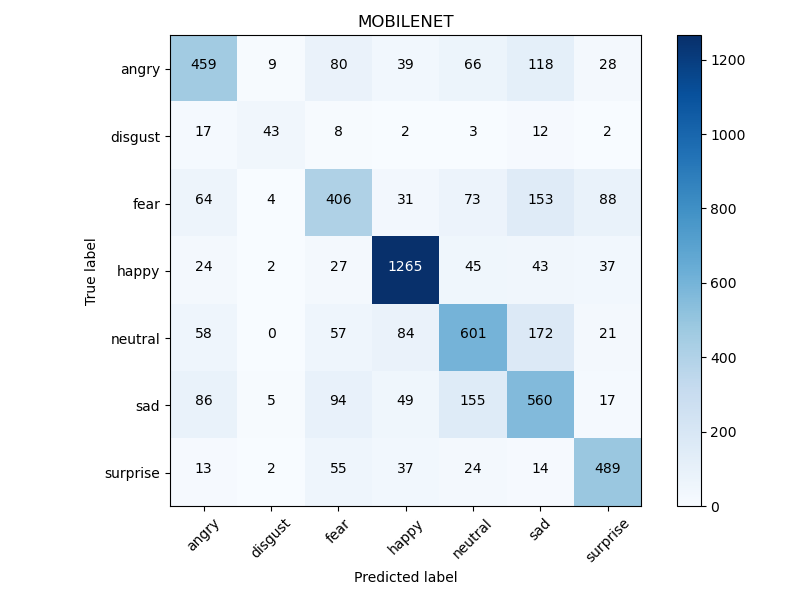 MOBILENET
angry 459 9 80 39 66 118 28
disgust 17 43 8 2 3 12 2
fear 64 4 406 31 73 153 88
happy 24 2 27 1265 45 43 37
neutral 58 0 57 84 601 172 21
sad 86 5 94 49 155 560 17
surprise 13 2 55 37 24 14 489
angry disgust fear happy neutral sad surprise
Predicted label
True label
1200
1000
800
600
400
200
0